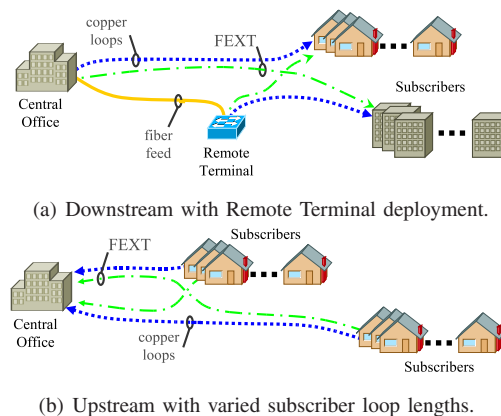 copper
loops
FEXT
Central
Office
Subscribers
fiber
feed
Remote
Terminal
(a) Downstream with Remote Terminal deployment.
Subscribers
FEXT
Central
Office
copper
loops
Subscribers
(b) Upstream with varied subscriber loop lengths.